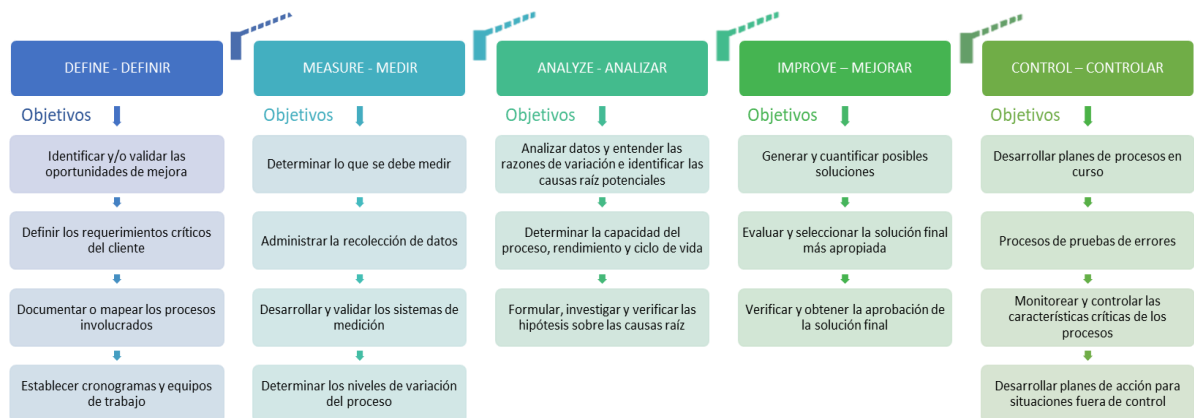 DEFINE - DEFINIR
Objetivos
Identificar y/o validar las
oportunidades de mejora
Definir los requerimientos críticos
del cliente
Documentar o mapear los procesos
involucrados
Establecer cronogramas y equipos
de trabajo
MEASURE - MEDIR
Objetivos
Determinar lo que se debe medir
Administrar la recolección de datos
Desarrollar y validar los sistemas de
medición
Determinar los niveles de variación
del proceso
ANALYZE - ANALIZAR
Objetivos
Analizar datos y entender las
razones de variación e identificar las
causas raíz potenciales
Determinar la capacidad del
proceso, rendimiento y ciclo de vida
Formular, investigar y verificar las
hipótesis sobre las causas raíz
IMPROVE – MEJORAR
Objetivos
Generar y cuantificar posibles
soluciones
Evaluar y seleccionar la solución final
más apropiada
Verificar y obtener la aprobación de
la solución final
CONTROL – CONTROLAR
Objetivos
Desarrollar planes de procesos en
curso
Procesos de pruebas de errores
Monitorear y controlar las
características críticas de los
procesos
Desarrollar planes de acción para
situaciones fuera de control